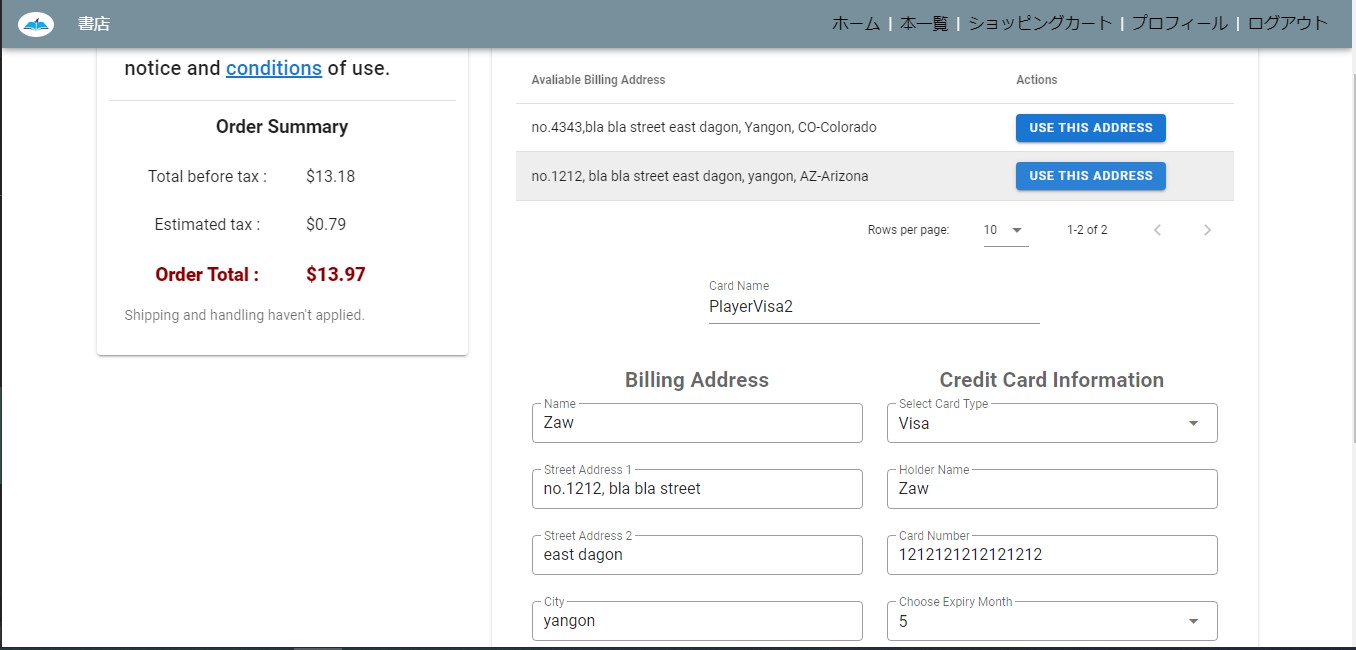 書店
ホーム | 本一覧 | ショッピングカート | プロフィール | ログアウト
notice and conditions of use.
Order Summary
Total before tax : $13.18
Estimated tax : $0.79
Order Total : $13.97
Shipping and handling haven't applied.
Avaliable Billing Address Actions
no.4343,bla bla street east dagon, Yangon, CO-Colorado USE THIS ADDRESS
no.1212, bla bla street east dagon, yangon, AZ-Arizona USE THIS ADDRESS
Rows per page: 10 1-2 of 2
Card Name
PlayerVisa2
Billing Address
Name
Zaw
Street Address 1
no.1212, bla bla street
Street Address 2
east dagon
City
yangon
Credit Card Information
Select Card Type
Visa
Holder Name
Zaw
Card Number
1212121212121212
Choose Expiry Month
5